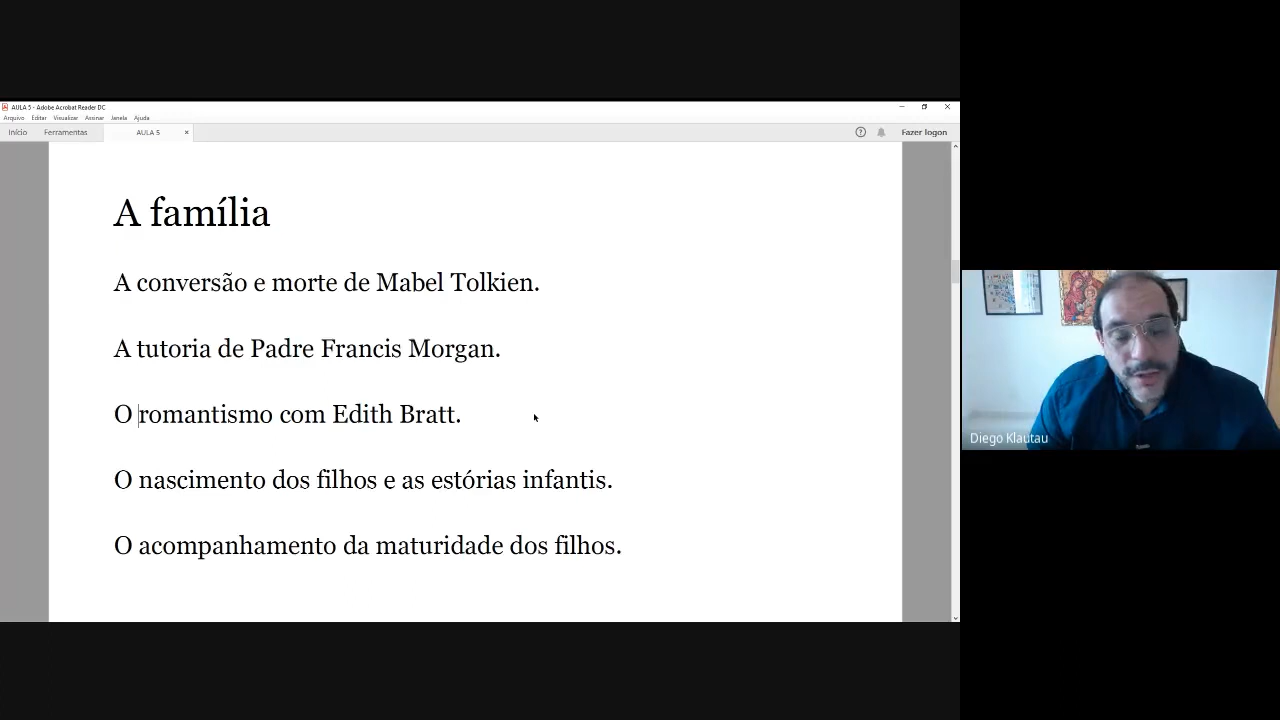 AULA 5 - Adobe Acrobat Reader DC
Arquivo Editar Visualizar Assinar Janela Ajuda
Início Ferramentas AULA 5 × Fazer logon
A família
A conversão e morte de Mabel Tolkien.
A tutoria de Padre Francis Morgan.
O romantismo com Edith Bratt.
O nascimento dos filhos e as estórias infantis.
O acompanhamento da maturidade dos filhos.
Diego Klautau